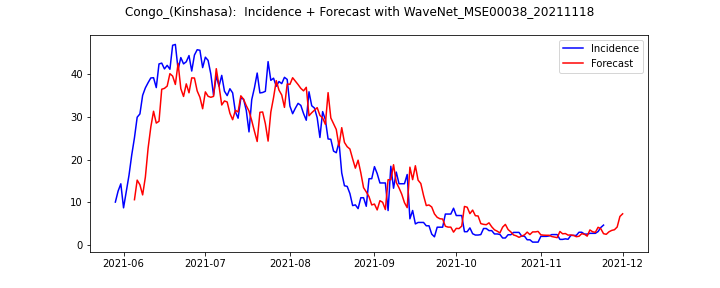 Congo_(Kinshasa):  Incidence + Forecast with WaveNet_MSE00038_20211118
Incidence
Forecast
40
30
20
10
0
2021-06 2021-07 2021-08 2021-09 2021-10 2021-11 2021-12